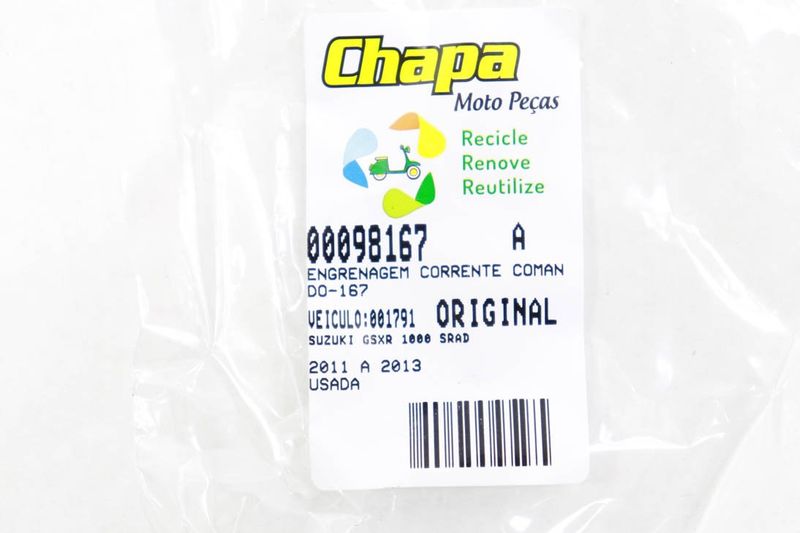 Chapa
Moto Peças
Recicle
Renove
Reutilize
00098167 A
ENGRENAGEM CORRENTE COMAN
DO-167
VEICULO:001791 ORIGINAL
SUZUKI GSXR 1000 SRAD
2011 A 2013
USADA